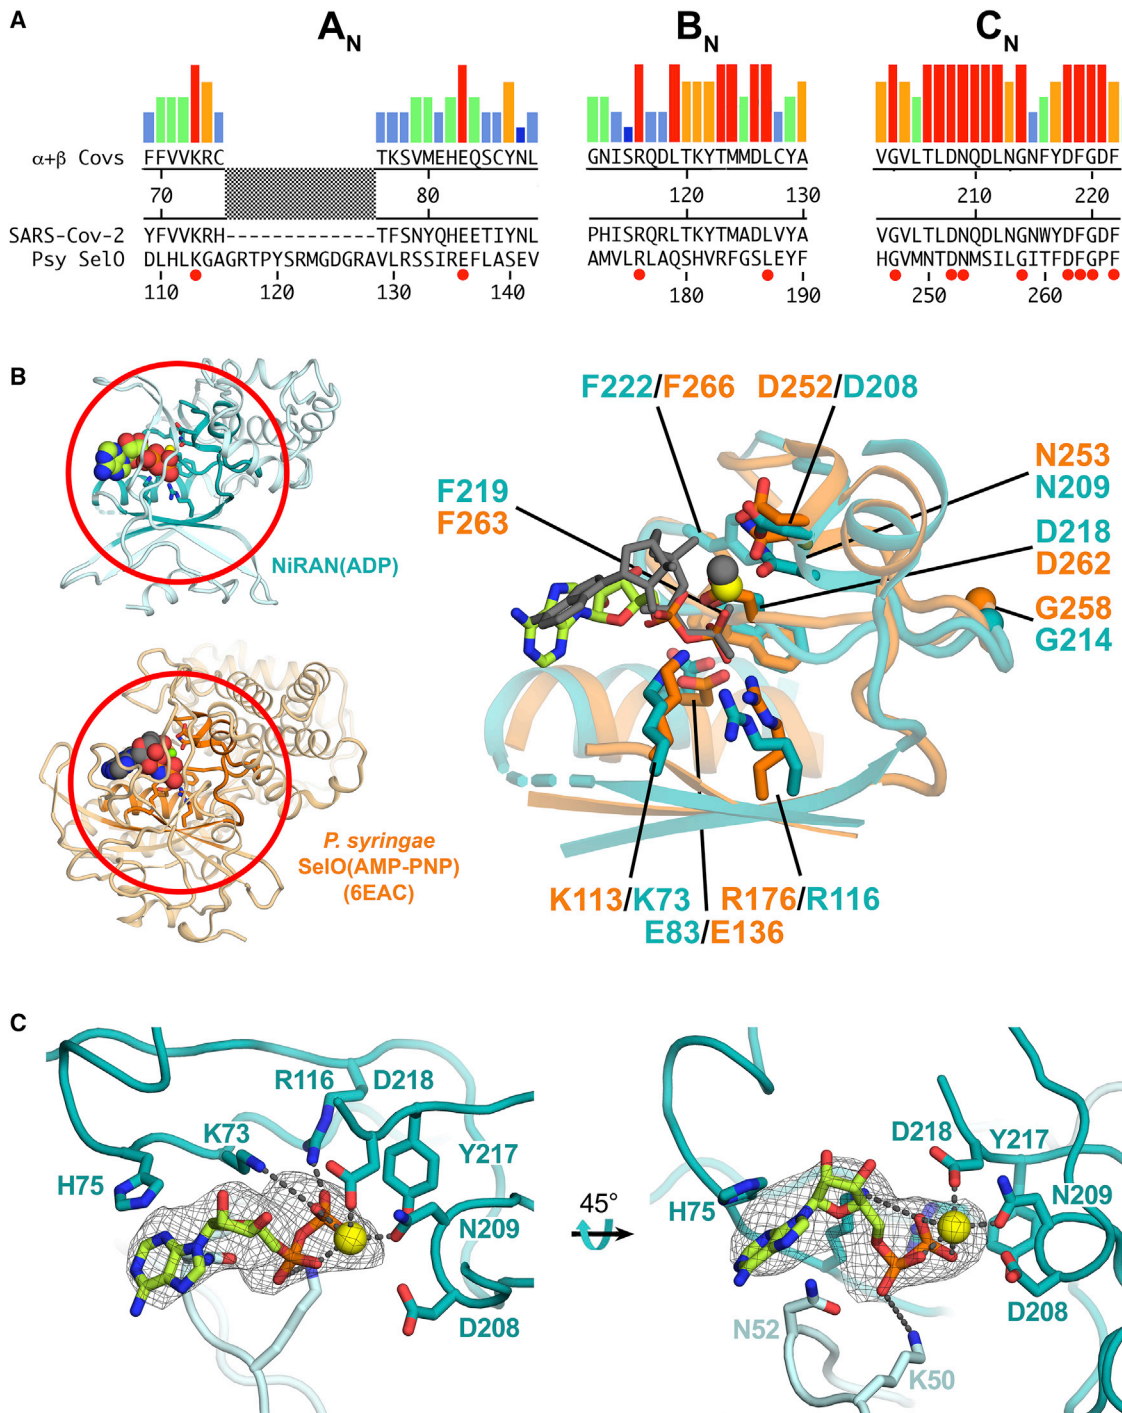 A
A_N B_N C_N
α+β Covs FFVVKRC TKSVMEHEQSCYNL GNISRQDLTKYTMMDLCYA VGVLTLDNQDLNGNFYDFGDF
70 80 120 130 210 220
SARS-Cov-2 YFVVKRH-------------TFSNYQHEETIYNL PHISRQRLTKYTMADLVYA VGVLTLDNQDLNGNWYDFGDF
Psy SelO DLHLKGAGRTPYSRMGDGRAVLRSSIREFLASEV AMVLRLAQSHVRFGSLEYF HGVMNTDNMSILGITFDFGPF
110 120 130 140 180 190 250 260
B
NiRAN(ADP)
P. syringae
SelO(AMP-PNP)
(6EAC)
F222/F266 D252/D208
F219
F263
N253
N209
D218
D262
G258
G214
K113/K73 R176/R116
E83/E136
C
R116 D218
K73
Y217
H75
N209
D208
45°
D218 Y217
H75
N209
D208
N52
K50